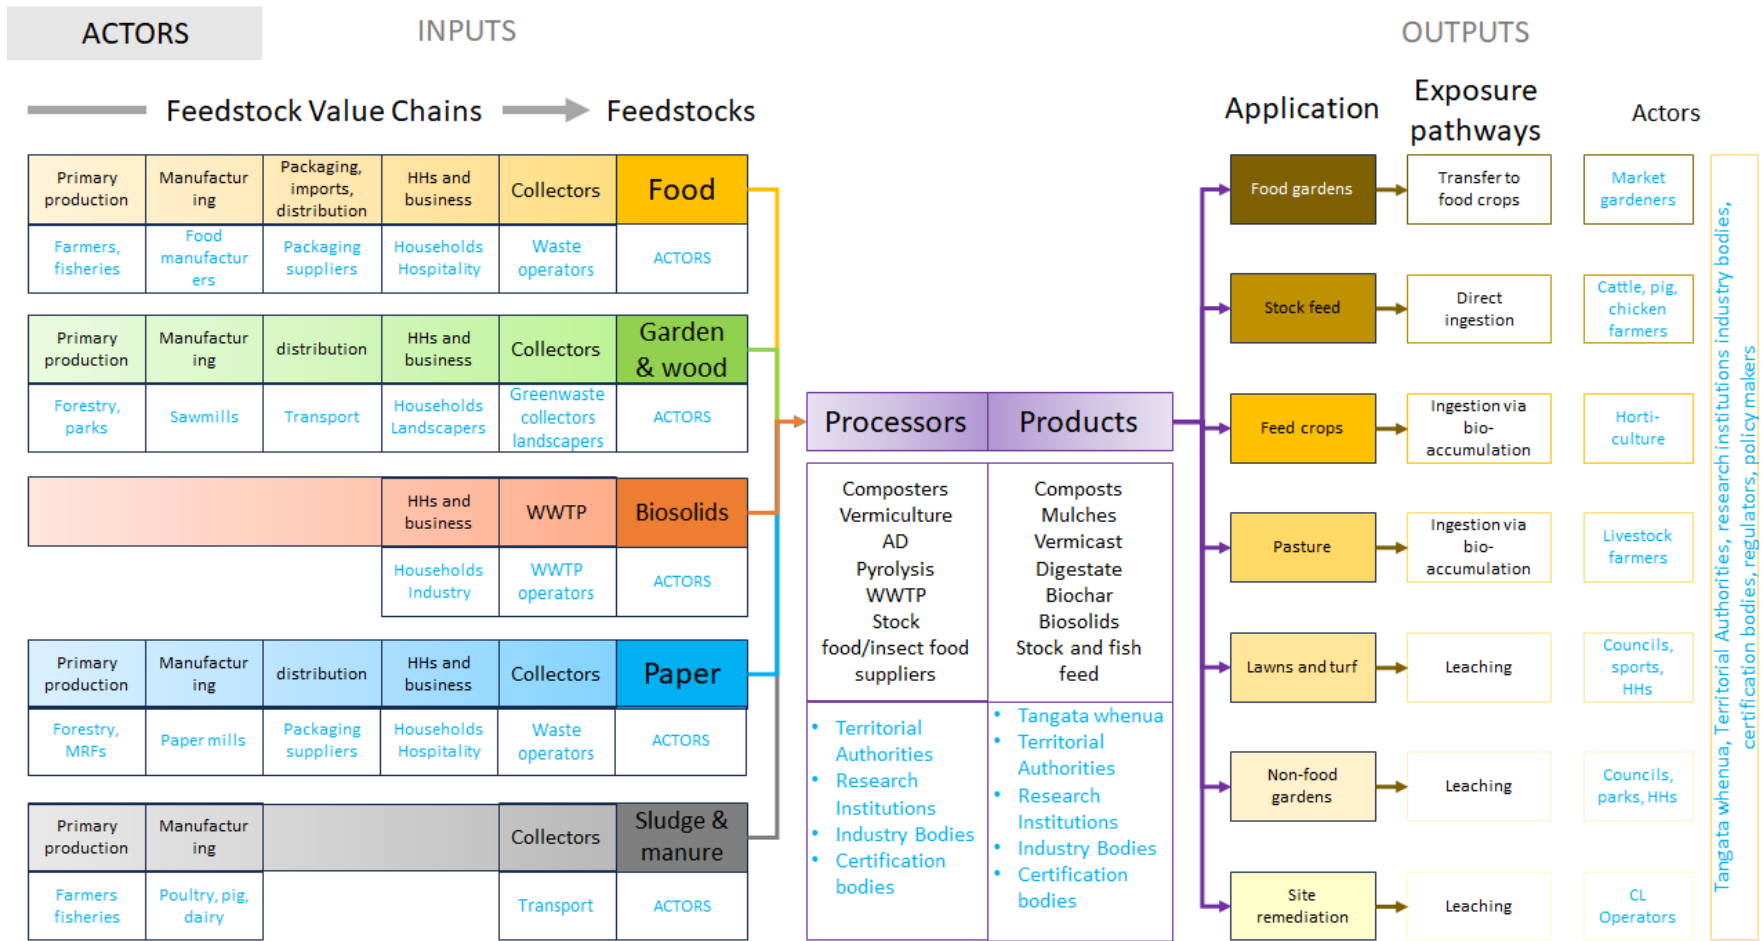 ACTORS
INPUTS
OUTPUTS
Feedstock Value Chains
Feedstocks
Application
Exposure
pathways
Actors
Primary
production
Manufactur
ing
Packaging,
imports,
distribution
HHs and
business
Collectors
Food
Farmers,
fisheries
Food
manufactur
ers
Packaging
suppliers
Households
Hospitality
Waste
operators
ACTORS
Primary
production
Manufactur
ing
distribution
HHs and
business
Collectors
Garden
& wood
Forestry,
parks
Sawmills
Transport
Households
Landscapers
Greenwaste
collectors
landscapers
ACTORS
HHs and
business
WWTP
Biosolids
Households
Industry
WWTP
operators
ACTORS
Primary
production
Manufactur
ing
distribution
HHs and
business
Collectors
Paper
Forestry,
MRFs
Paper mills
Packaging
suppliers
Households
Hospitality
Waste
operators
ACTORS
Primary
production
Manufactur
ing
Collectors
Sludge &
manure
Farmers
fisheries
Poultry, pig,
dairy
Transport
ACTORS
Processors
Products
Composters
Vermiculture
AD
Pyrolysis
WWTP
Stock
food/insect food
suppliers
Composts
Mulches
Vermicast
Digestate
Biochar
Biosolids
Stock and fish
feed
• Territorial
Authorities
• Research
Institutions
• Industry Bodies
• Certification
bodies
• Tangata whenua
• Territorial
Authorities
• Research
Institutions
• Industry Bodies
• Certification
bodies
Food gardens
Transfer to
food crops
Market
gardeners
Stock feed
Direct
ingestion
Cattle, pig,
chicken
farmers
Feed crops
Ingestion via
bio-
accumulation
Horti-
culture
Pasture
Ingestion via
bio-
accumulation
Livestock
farmers
Lawns and turf
Leaching
Councils,
sports,
HHs
Non-food
gardens
Leaching
Councils,
parks, HHs
Site
remediation
Leaching
CL
Operators
Tangata whenua, Territorial Authorities, research institutions industry bodies,
certification bodies, regulators, policy makers